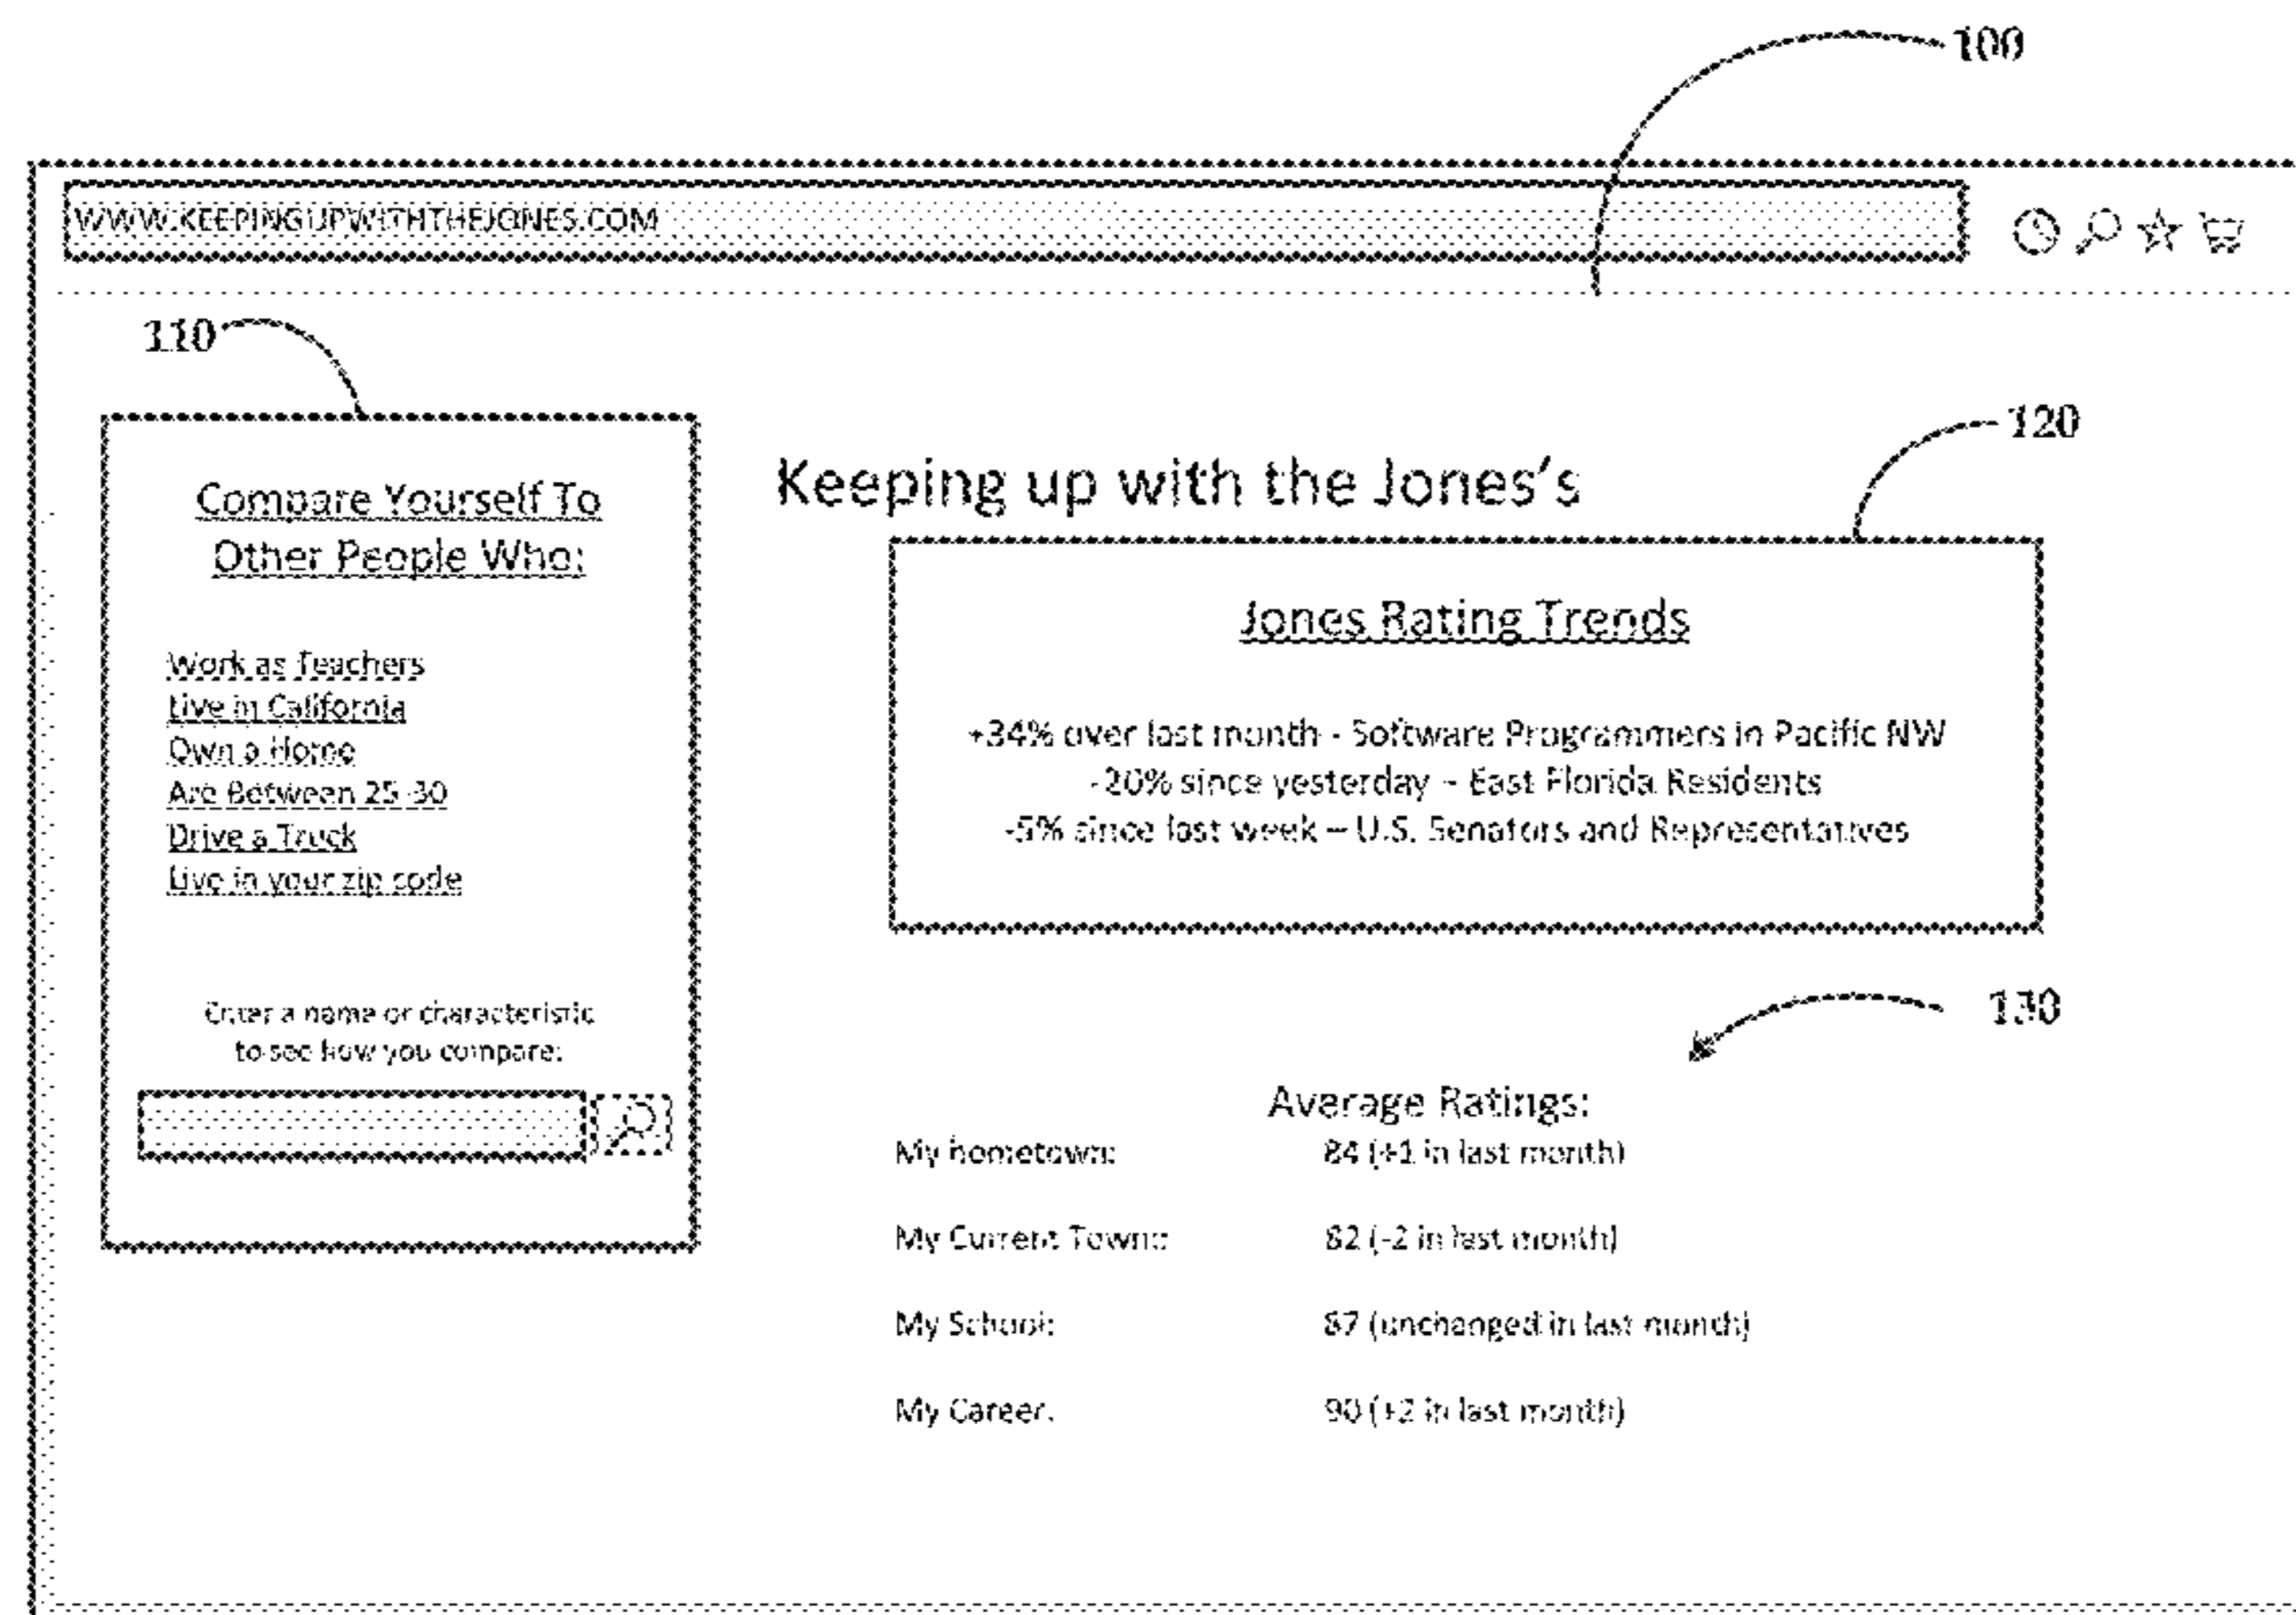 100
WWW.KEEPINGUPWITHTHEJONES.COM
110
Compare Yourself To
Other People Who:
Work as Teachers
Live in California
Own a Home
Are Between 25-30
Drive a Truck
Live in your zip code
Enter a name or characteristic
to see how you compare:
Keeping up with the Jones's
120
Jones Rating Trends
+34% over last month - Software Programmers in Pacific NW
-20% since yesterday - East Florida Residents
-5% since last week – U.S. Senators and Representatives
130
Average Ratings:
My hometown: 84 (+1 in last month)
My Current Town:: 82 (-2 in last month)
My School: 87 (unchanged in last month)
My Career: 90 (+2 in last month)